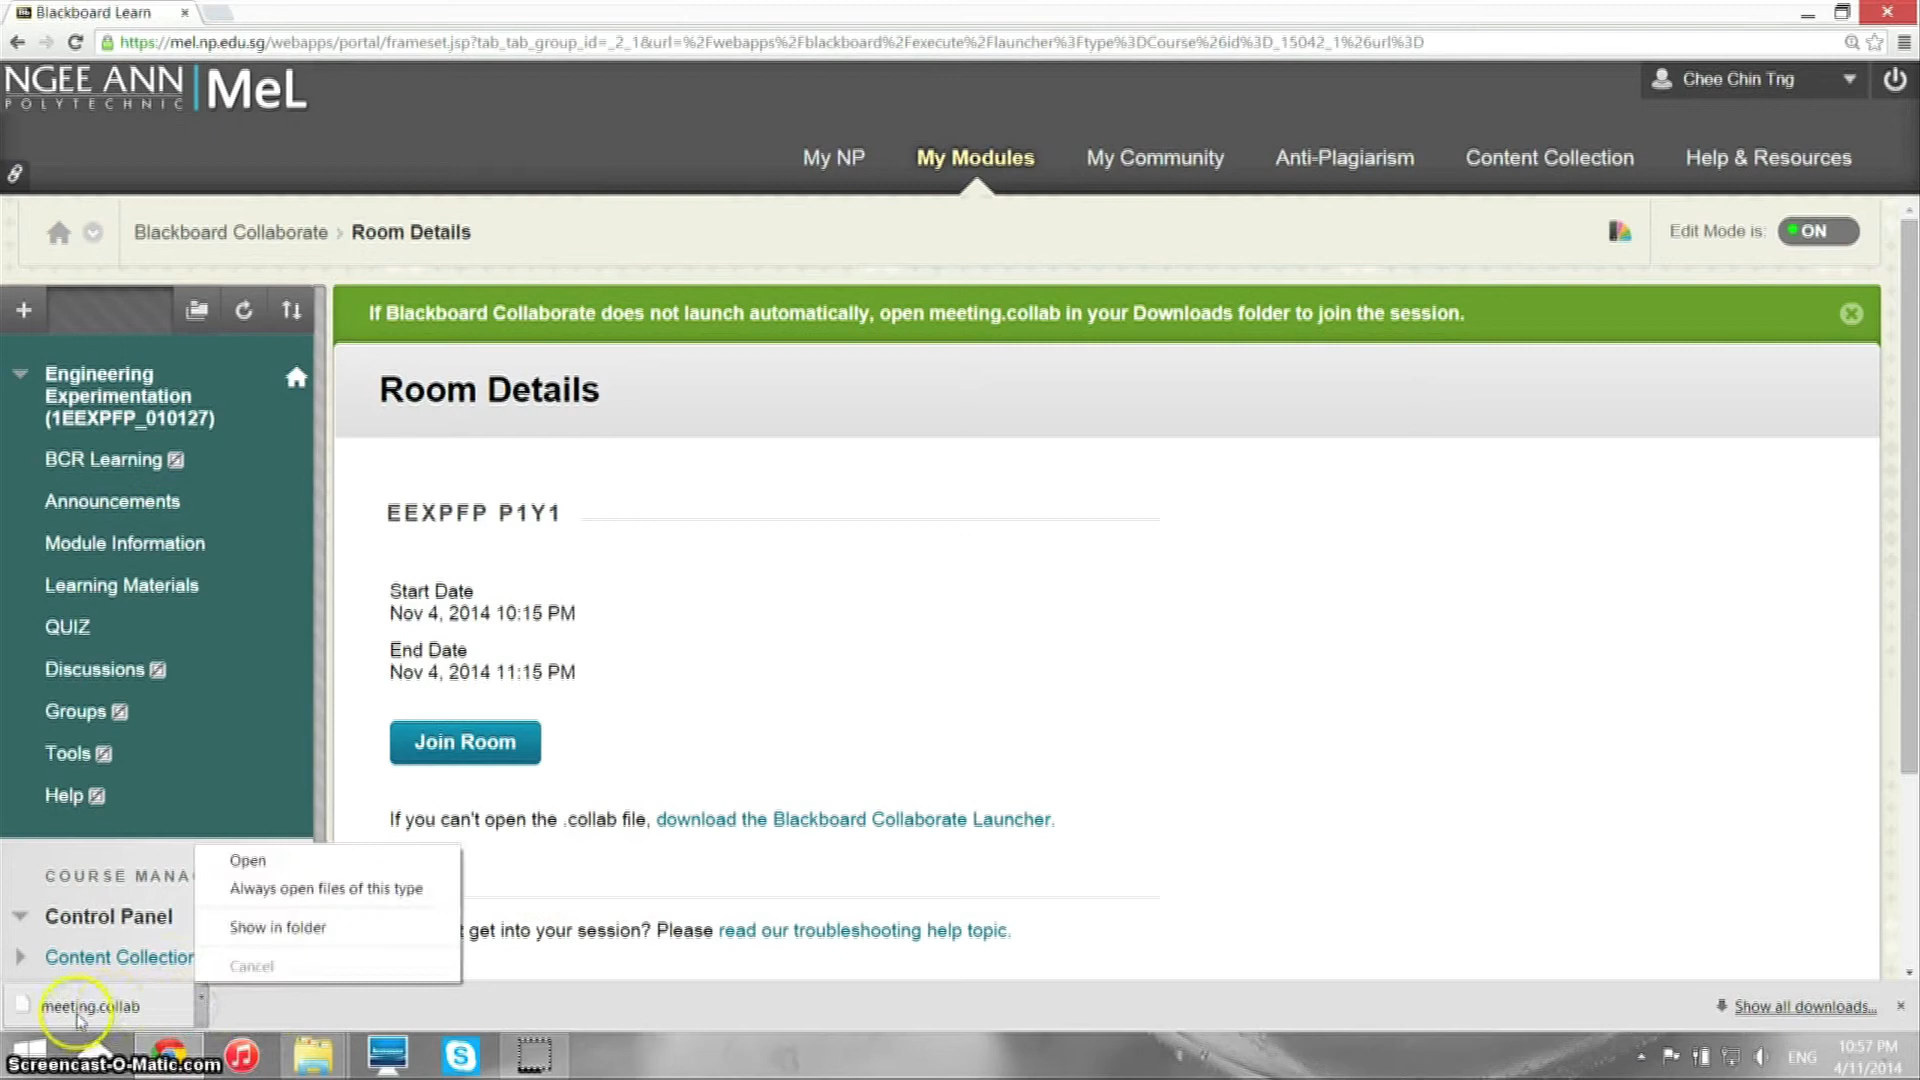 Blackboard Learn
https://mel.np.edu.sg/webapps/portal/frameset.jsp?tab_tab_group_id=_2_1&url=%2Fwebapps%2Fblackboard%2Fexecute%2Flauncher%3Ftype%3DCourse%26id%3D_15042_1%26url%3D
NGEE ANN
POLYTECHNIC
MeL
Chee Chin Tng
My NP
My Modules
My Community
Anti-Plagiarism
Content Collection
Help & Resources
Blackboard Collaborate
Room Details
Edit Mode is:
ON
If Blackboard Collaborate does not launch automatically, open meeting.collab in your Downloads folder to join the session.
Engineering
Experimentation
(1EEXPFP_010127)
BCR Learning
Announcements
Module Information
Learning Materials
QUIZ
Discussions
Groups
Tools
Help
COURSE MANA
Control Panel
Content Collection
Room Details
EEXPFP P1Y1
Start Date
Nov 4, 2014 10:15 PM
End Date
Nov 4, 2014 11:15 PM
Join Room
If you can't open the .collab file, download the Blackboard Collaborate Launcher.
get into your session? Please read our troubleshooting help topic.
Open
Always open files of this type
Show in folder
Cancel
meeting.collab
Show all downloads...
Screencast-O-Matic.com
ENG
10:57 PM
4/11/2014